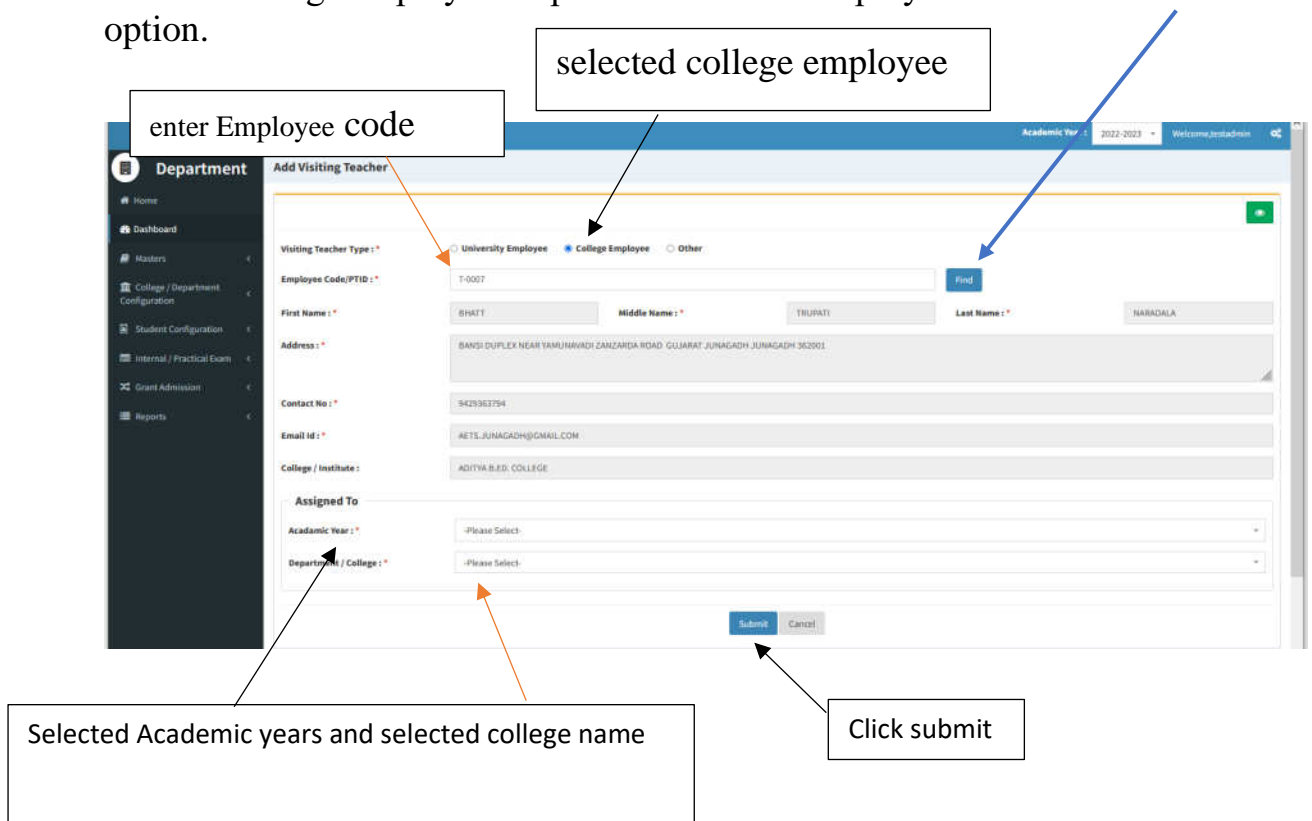 option.
selected college employee
enter Employee code
Academic Year : 2022-2023 Welcome,testadmin
Department
Add Visiting Teacher
Home
Dashboard
Masters
College / Department
Configuration
Student Configuration
Internal / Practical Exam
Grant Admission
Reports
Visiting Teacher Type : * University Employee College Employee Other
Employee Code/PTID : * T-0007 Find
First Name : * BHATT Middle Name : * TRUPATI Last Name : * NARADALA
Address : * BANSI DUPLEX NEAR YAMUNAVADI ZANZARDA ROAD GUJARAT JUNAGADH JUNAGADH 362001
Contact No : * 9429363794
Email Id : * AETS.JUNAGADH@GMAIL.COM
College / Institute : ADITYA B.ED. COLLEGE
Assigned To
Acadamic Year : * -Please Select-
Department / College : * -Please Select-
Submit Cancel
Selected Academic years and selected college name
Click submit